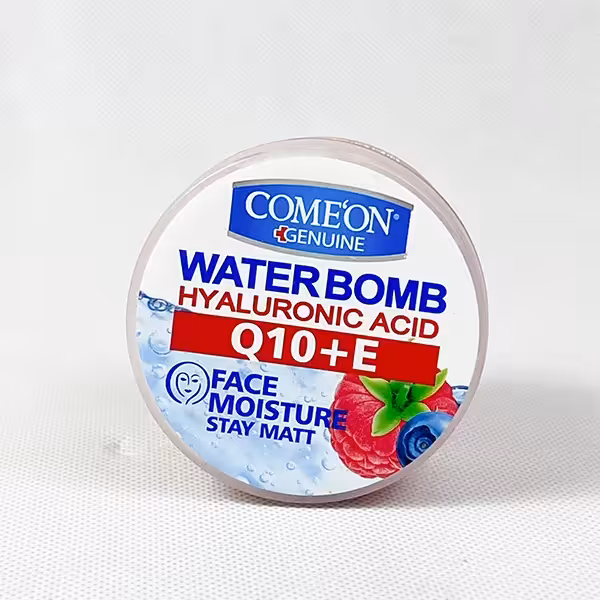 COME'ON®
GENUINE
WATER BOMB
HYALURONIC ACID
Q10+E
FACE
MOISTURE
STAY MATT